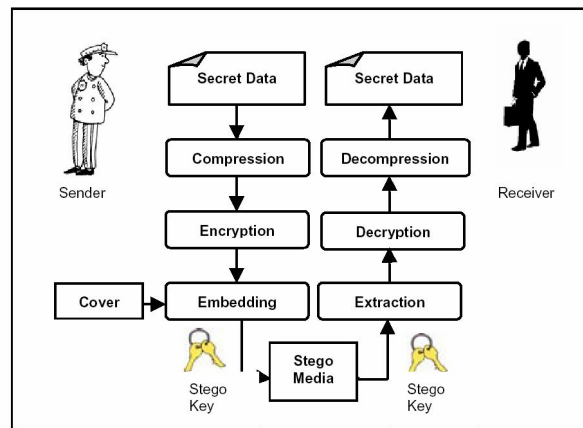 Secret Data
Secret Data
Compression
Decompression
Sender
Receiver
Encryption
Decryption
Cover
Embedding
Extraction
Stego
Media
Stego
Key
Stego
Key